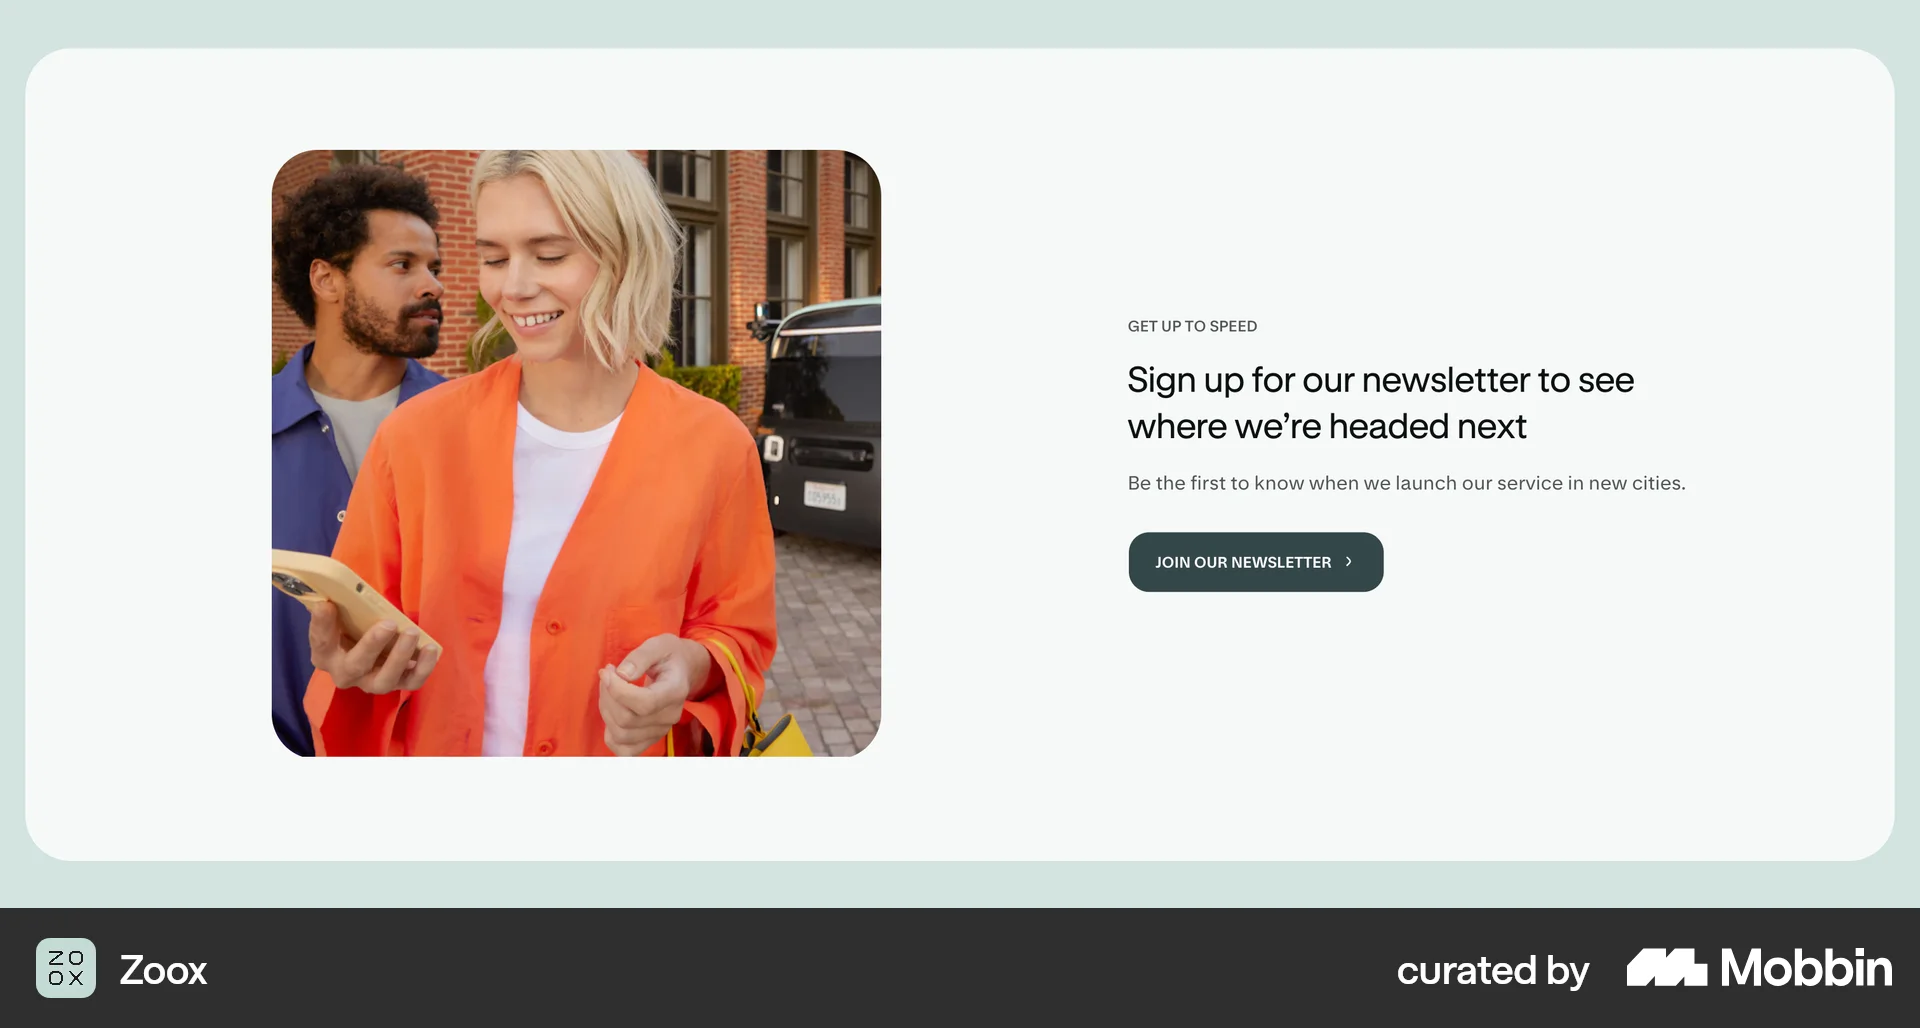 GET UP TO SPEED
Sign up for our newsletter to see
where we’re headed next
Be the first to know when we launch our service in new cities.
JOIN OUR NEWSLETTER
ZO
OX
Zoox
curated by
Mobbin